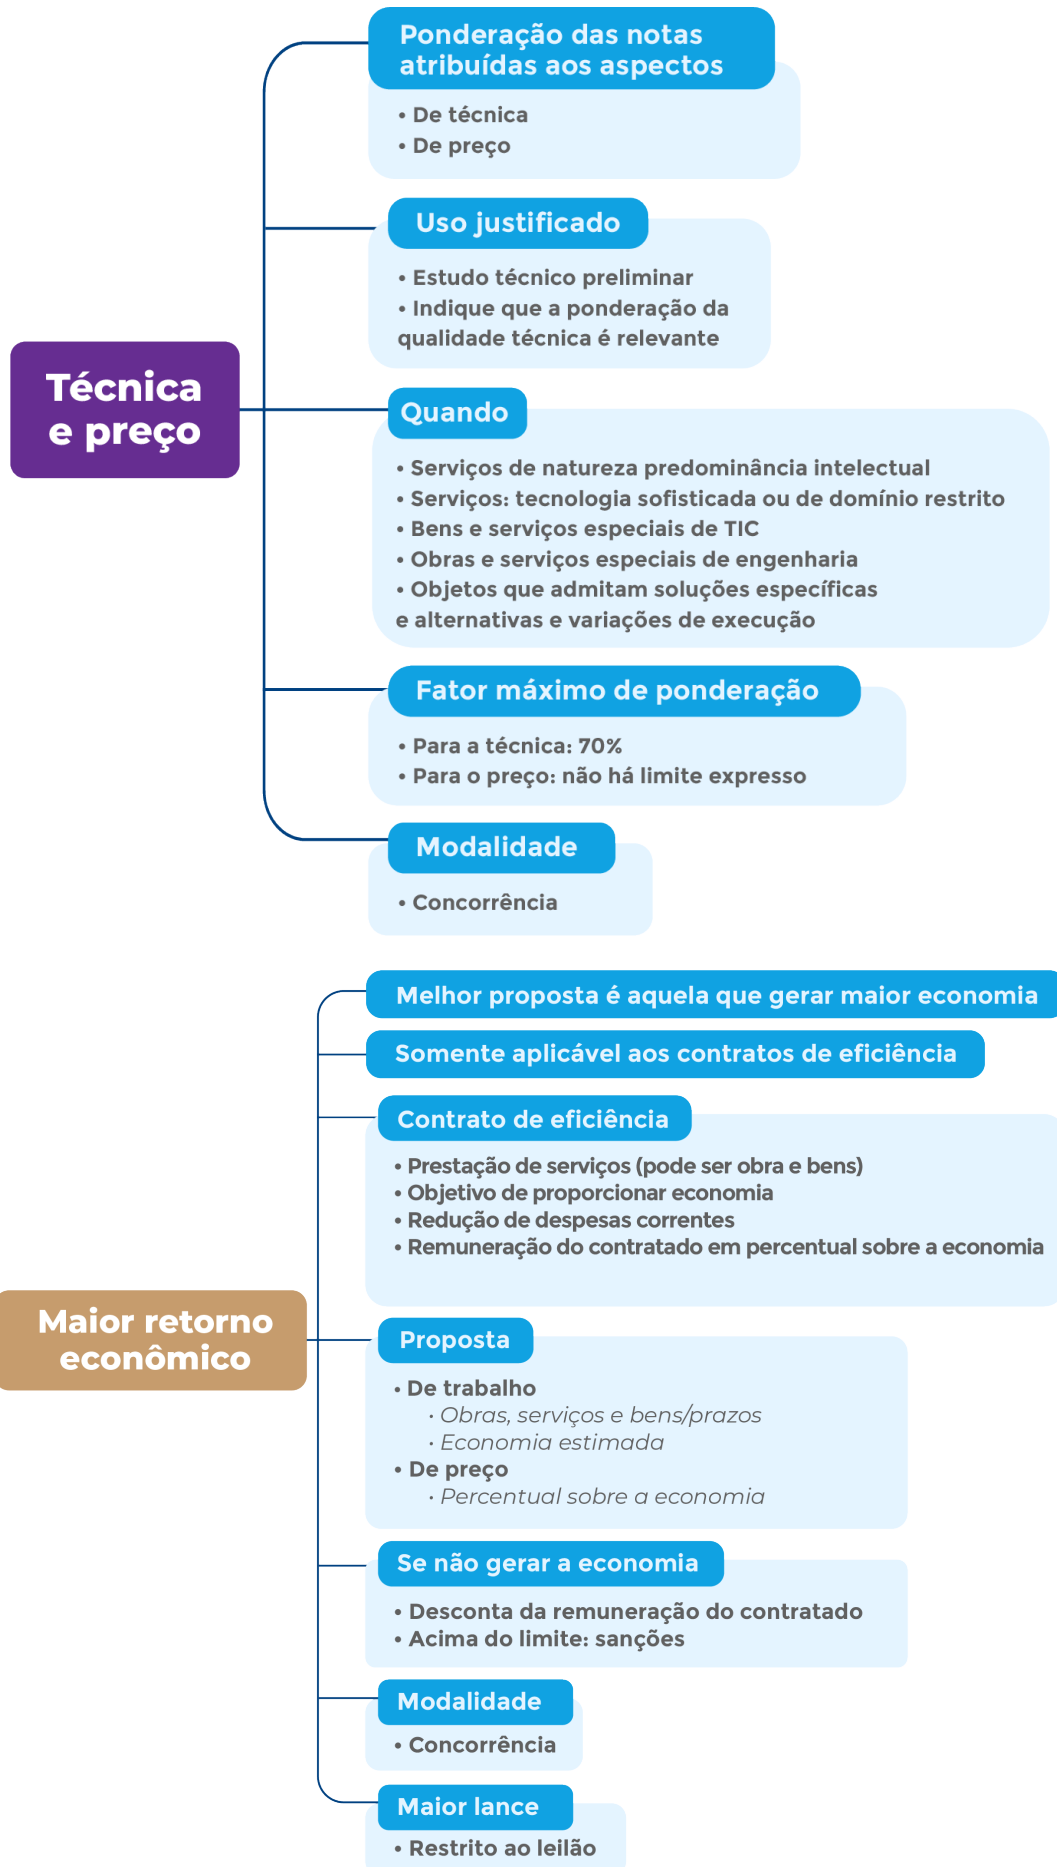 Ponderação das notas
atribuídas aos aspectos
• De técnica
• De preço
Uso justificado
• Estudo técnico preliminar
• Indique que a ponderação da
qualidade técnica é relevante
Técnica
e preço
Quando
• Serviços de natureza predominância intelectual
• Serviços: tecnologia sofisticada ou de domínio restrito
• Bens e serviços especiais de TIC
• Obras e serviços especiais de engenharia
• Objetos que admitam soluções específicas
e alternativas e variações de execução
Fator máximo de ponderação
• Para a técnica: 70%
• Para o preço: não há limite expresso
Modalidade
• Concorrência
Melhor proposta é aquela que gerar maior economia
Somente aplicável aos contratos de eficiência
Contrato de eficiência
• Prestação de serviços (pode ser obra e bens)
• Objetivo de proporcionar economia
• Redução de despesas correntes
• Remuneração do contratado em percentual sobre a economia
Maior retorno
econômico
Proposta
• De trabalho
• Obras, serviços e bens/prazos
• Economia estimada
• De preço
• Percentual sobre a economia
Se não gerar a economia
• Desconta da remuneração do contratado
• Acima do limite: sanções
Modalidade
• Concorrência
Maior lance
• Restrito ao leilão